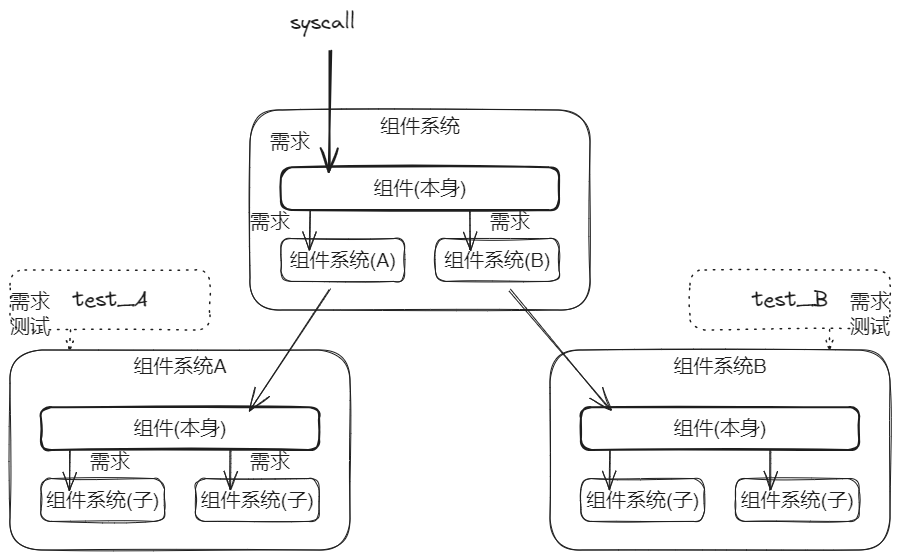 syscall
组件系统
需求
组件(本身)
需求
需求
组件系统(A)
组件系统(B)
需求
测试
test_A
test_B
需求
测试
组件系统A
组件(本身)
需求
需求
组件系统(子)
组件系统(子)
组件系统B
组件(本身)
组件系统(子)
组件系统(子)